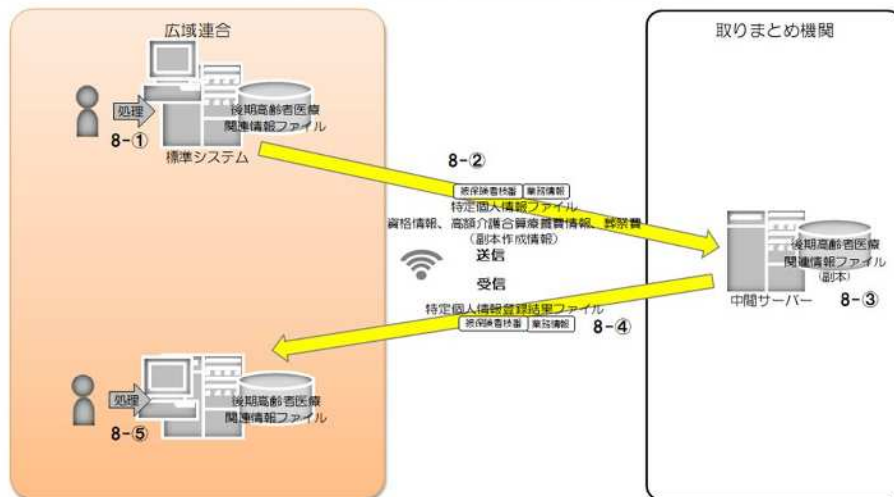 広域連合
取りまとめ機関
処理
8-①
後期高齢者医療
関連情報ファイル
標準システム
8-②
被保険者枝番 業務情報
特定個人情報ファイル
資格情報、高額介護合算療養費情報、葬祭費
(副本作成情報)
送信
受信
後期高齢者医療
関連情報ファイル
(副本)
中間サーバー
8-③
特定個人情報登録結果ファイル
被保険者枝番 業務情報
8-④
処理
8-⑤
後期高齢者医療
関連情報ファイル